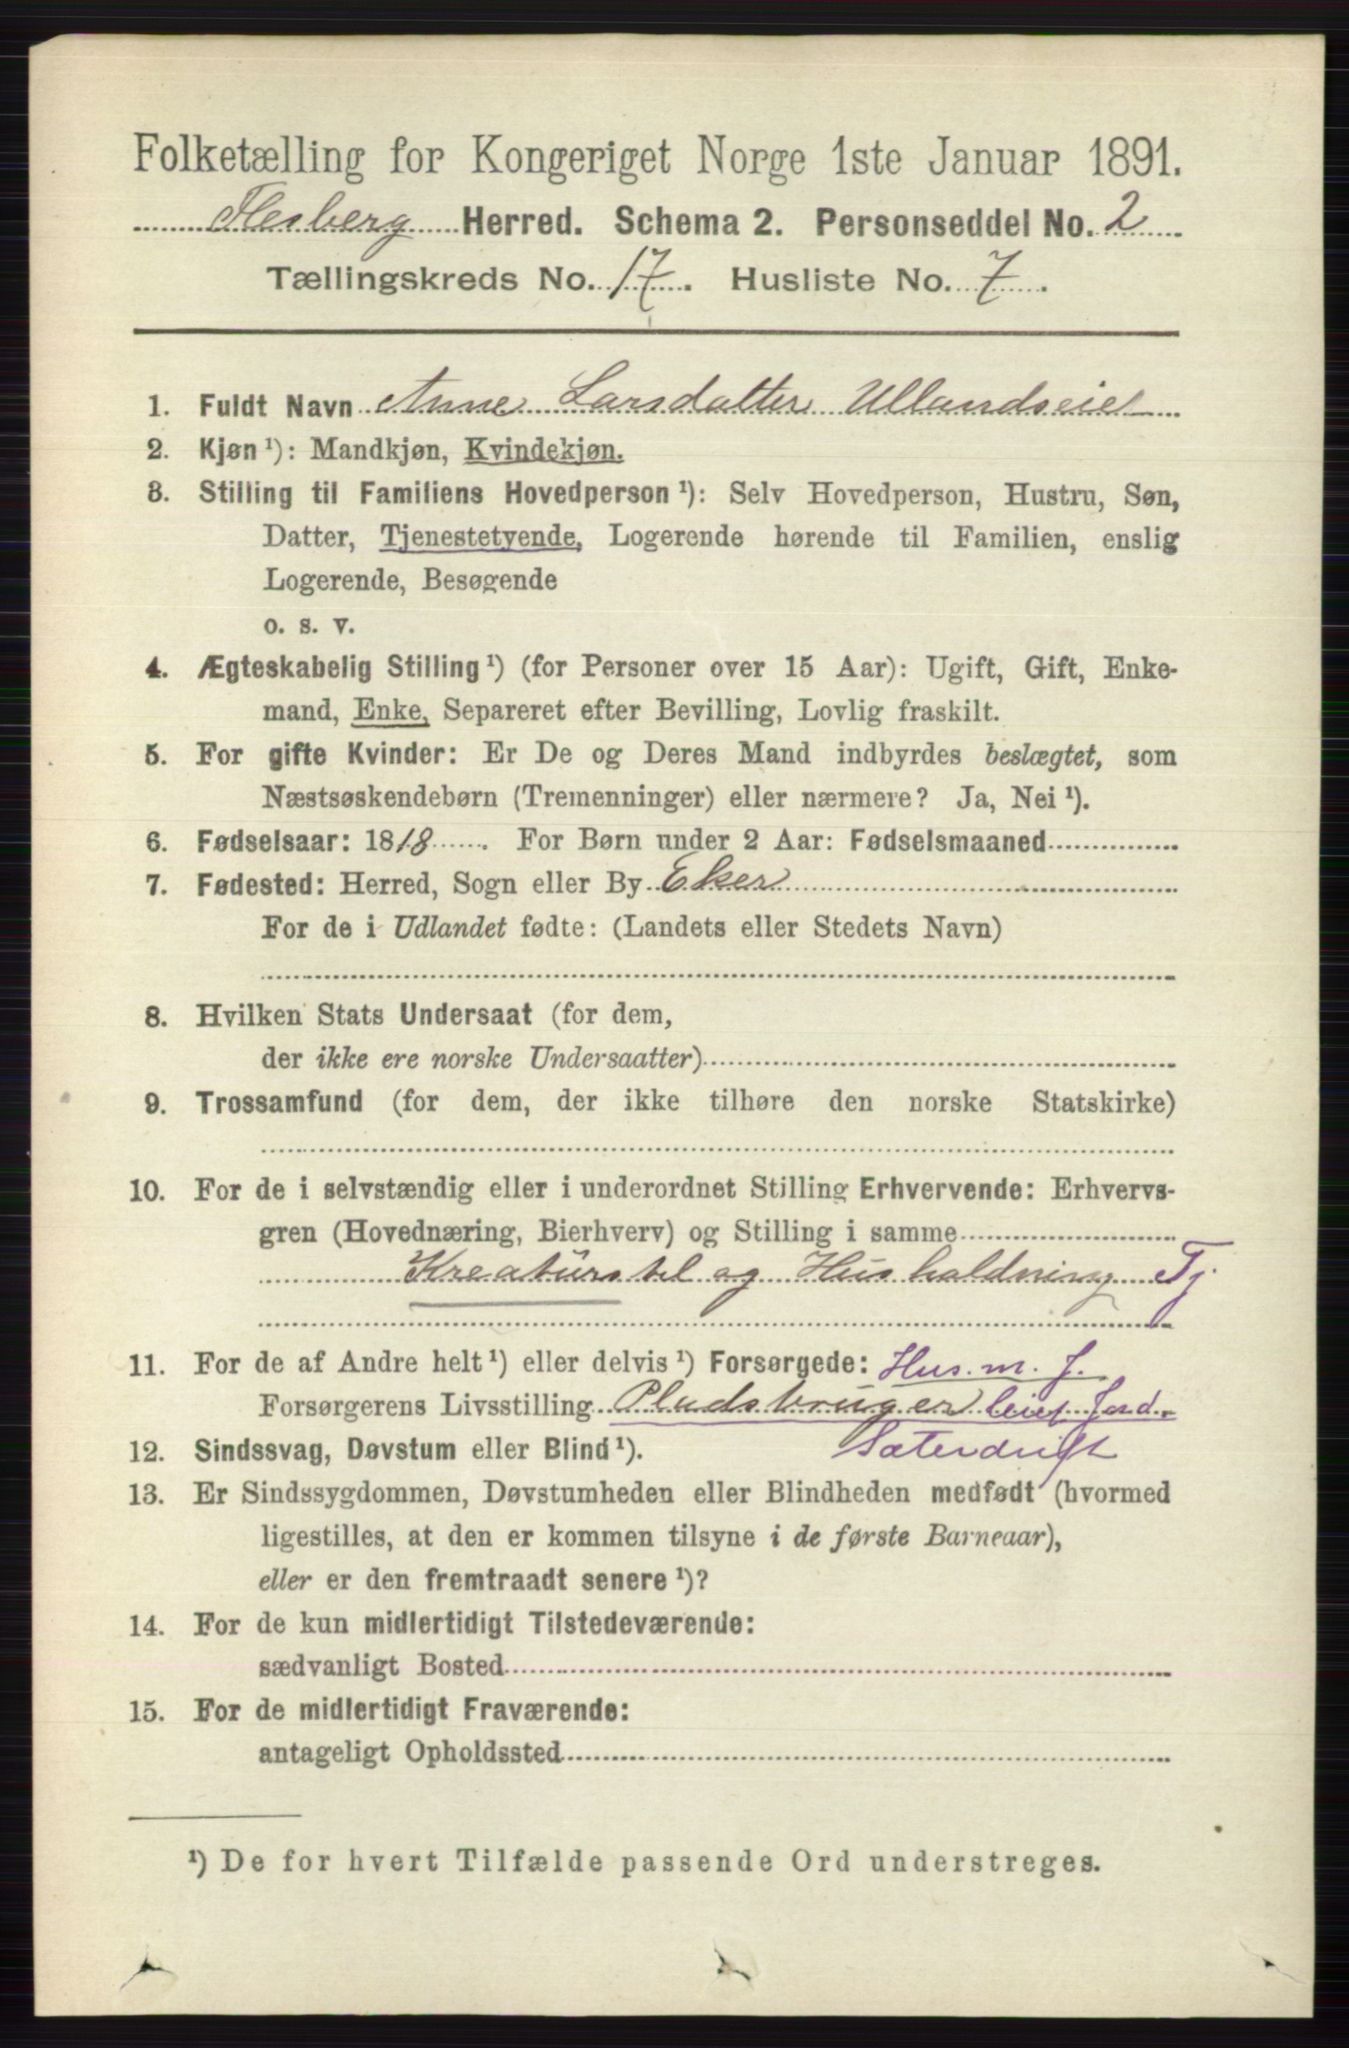 Folketælling for Kongeriget Norge 1ste Januar 1891.
Flesberg Herred. Schema 2. Personseddel No. 2
Tællingskreds No. 17. Husliste No. 7.
1. Fuldt Navn Anne Larsdatter Ullandseiet
2. Kjøn ¹): Mandkjøn, Kvindekjøn.
3. Stilling til Familiens Hovedperson ¹): Selv Hovedperson, Hustru, Søn,
Datter, Tjenestetyende, Logerende hørende til Familien, enslig
Logerende, Besøgende
o. s. v.
4. Ægteskabelig Stilling ¹) (for Personer over 15 Aar): Ugift, Gift, Enke-
mand, Enke, Separeret efter Bevilling, Lovlig fraskilt.
5. For gifte Kvinder: Er De og Deres Mand indbyrdes beslægtet, som
Næstsøskendebørn (Tremenninger) eller nærmere? Ja, Nei ¹).
6. Fødselsaar: 1818. For Børn under 2 Aar: Fødselsmaaned
7. Fødested: Herred, Sogn eller By Eker
For de i Udlandet fødte: (Landets eller Stedets Navn)
8. Hvilken Stats Undersaat (for dem,
der ikke ere norske Undersaatter)
9. Trossamfund (for dem, der ikke tilhøre den norske Statskirke)
10. For de i selvstændig eller i underordnet Stilling Erhvervende: Erhvervs-
gren (Hovednæring, Bierhverv) og Stilling i samme
Kreaturstel og Husholdning Tj.
11. For de af Andre helt ¹) eller delvis ¹) Forsørgede: Hus.m. J.
Forsørgerens Livsstilling Pladsbruger leiet Jord.
12. Sindssvag, Døvstum eller Blind ¹). Sæterdrift
13. Er Sindssygdommen, Døvstumheden eller Blindheden medfødt (hvormed
ligestilles, at den er kommen tilsyne i de første Barneaar),
eller er den fremtraadt senere ¹)?
14. For de kun midlertidigt Tilstedeværende:
sædvanligt Bosted
15. For de midlertidigt Fraværende:
antageligt Opholdssted
¹) De for hvert Tilfælde passende Ord understreges.